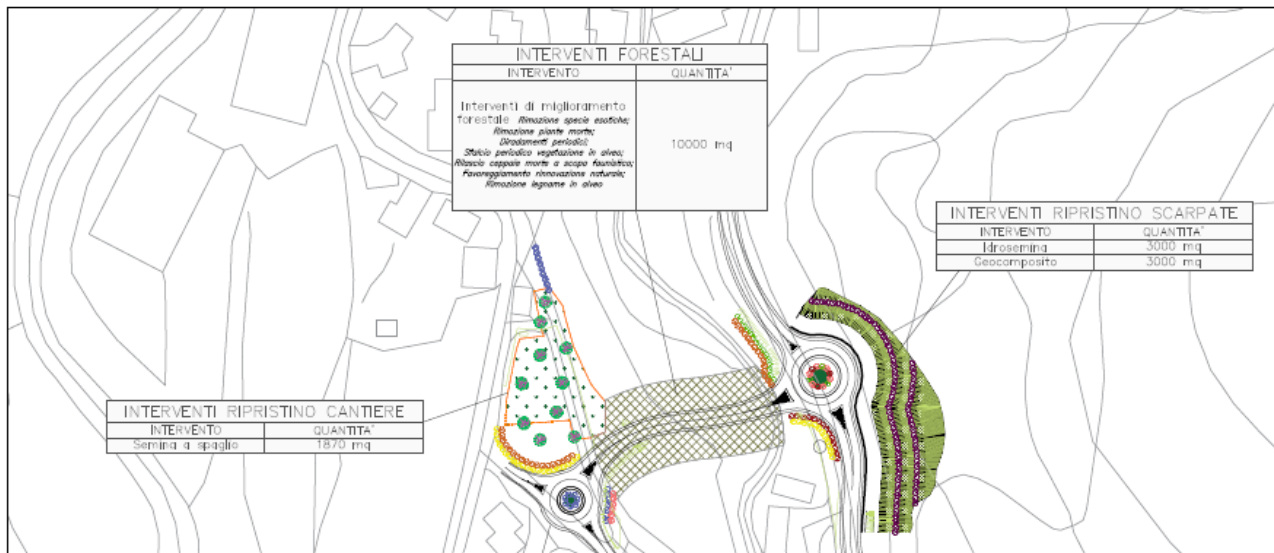 INTERVENTI FORESTALI
INTERVENTO QUANTITA'
Interventi di miglioramento
forestale Rimozione specie esotiche;
Rimozione piante morte;
Diradamenti periodici;
Sfalcio periodico vegetazione in alveo;
Rilascio ceppaie morte a scopo faunistico;
Favoreggiamento rinnovazione naturale;
Rimozione legname in alveo
10000 mq
INTERVENTI RIPRISTINO SCARPATE
INTERVENTO QUANTITA'
Idrosemina 3000 mq
Geocomposito 3000 mq
INTERVENTI RIPRISTINO CANTIERE
INTERVENTO QUANTITA'
Semina a spaglio 1870 mq